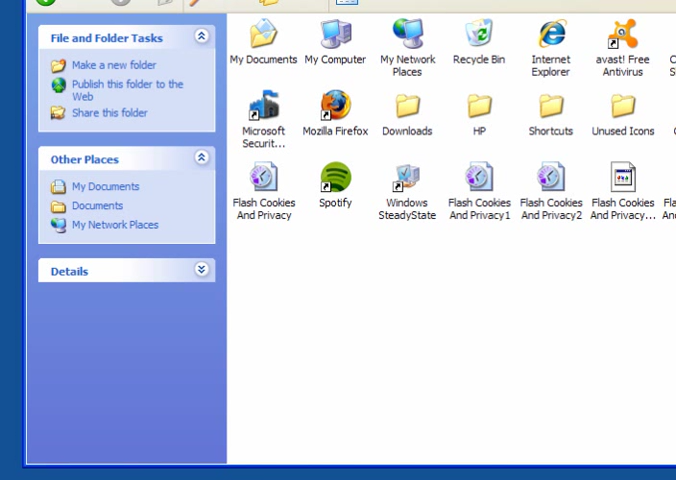 File and Folder Tasks
Make a new folder
Publish this folder to the
Web
Share this folder
Other Places
My Documents
Documents
My Network Places
Details
My Documents My Computer My Network Recycle Bin Internet avast! Free
Places Explorer Antivirus
Microsoft Mozilla Firefox Downloads HP Shortcuts Unused Icons
Securit...
Flash Cookies Spotify Windows Flash Cookies Flash Cookies Flash Cookies
And Privacy SteadyState And Privacy1 And Privacy2 And Privacy...